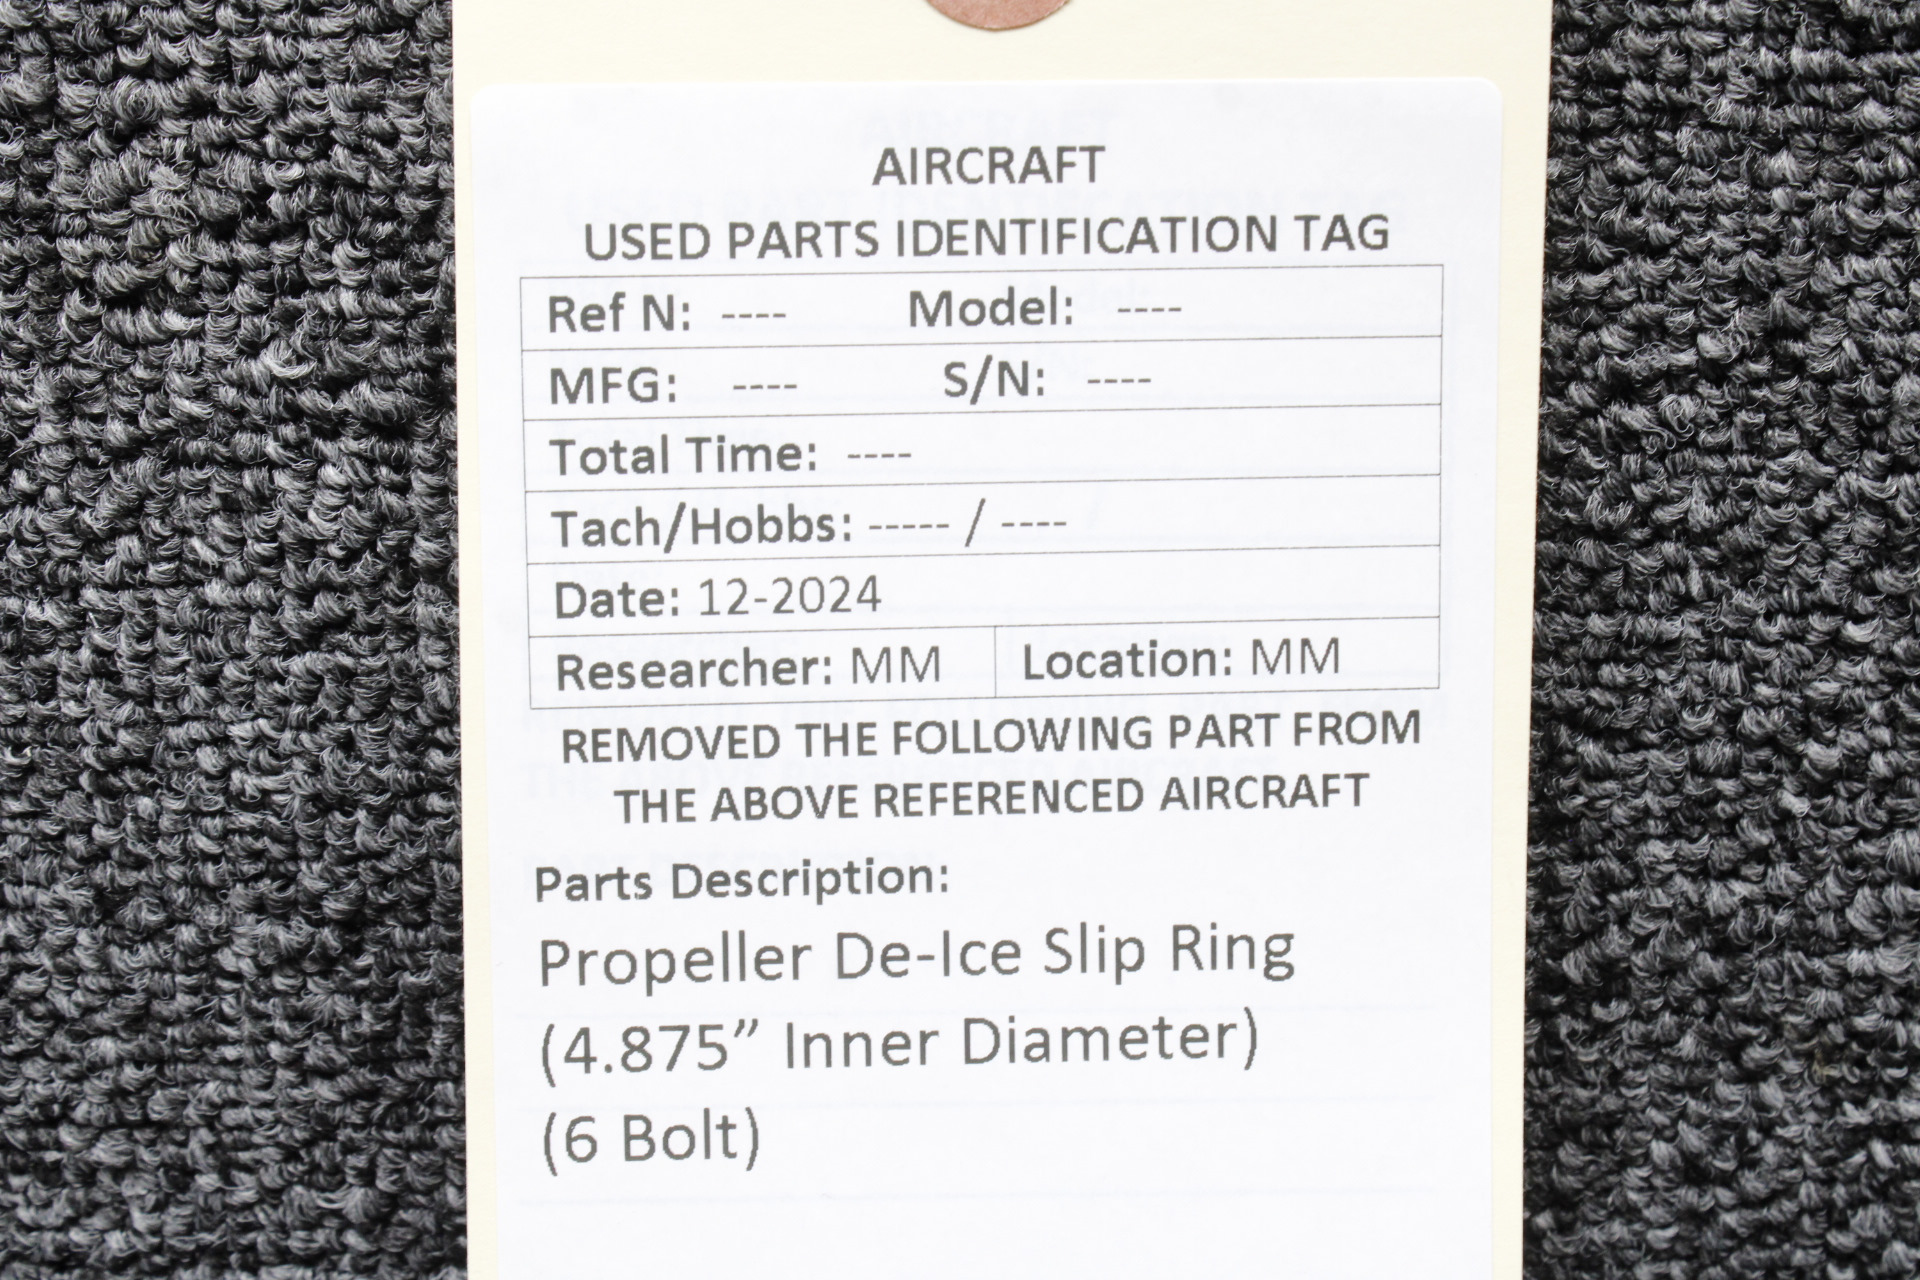 AIRCRAFT
USED PARTS IDENTIFICATION TAG
Ref N: ---- Model: ----
MFG: ---- S/N: ----
Total Time: ----
Tach/Hobbs: ----- / ----
Date: 12-2024
Researcher: MM Location: MM
REMOVED THE FOLLOWING PART FROM
THE ABOVE REFERENCED AIRCRAFT
Parts Description:
Propeller De-Ice Slip Ring
(4.875” Inner Diameter)
(6 Bolt)